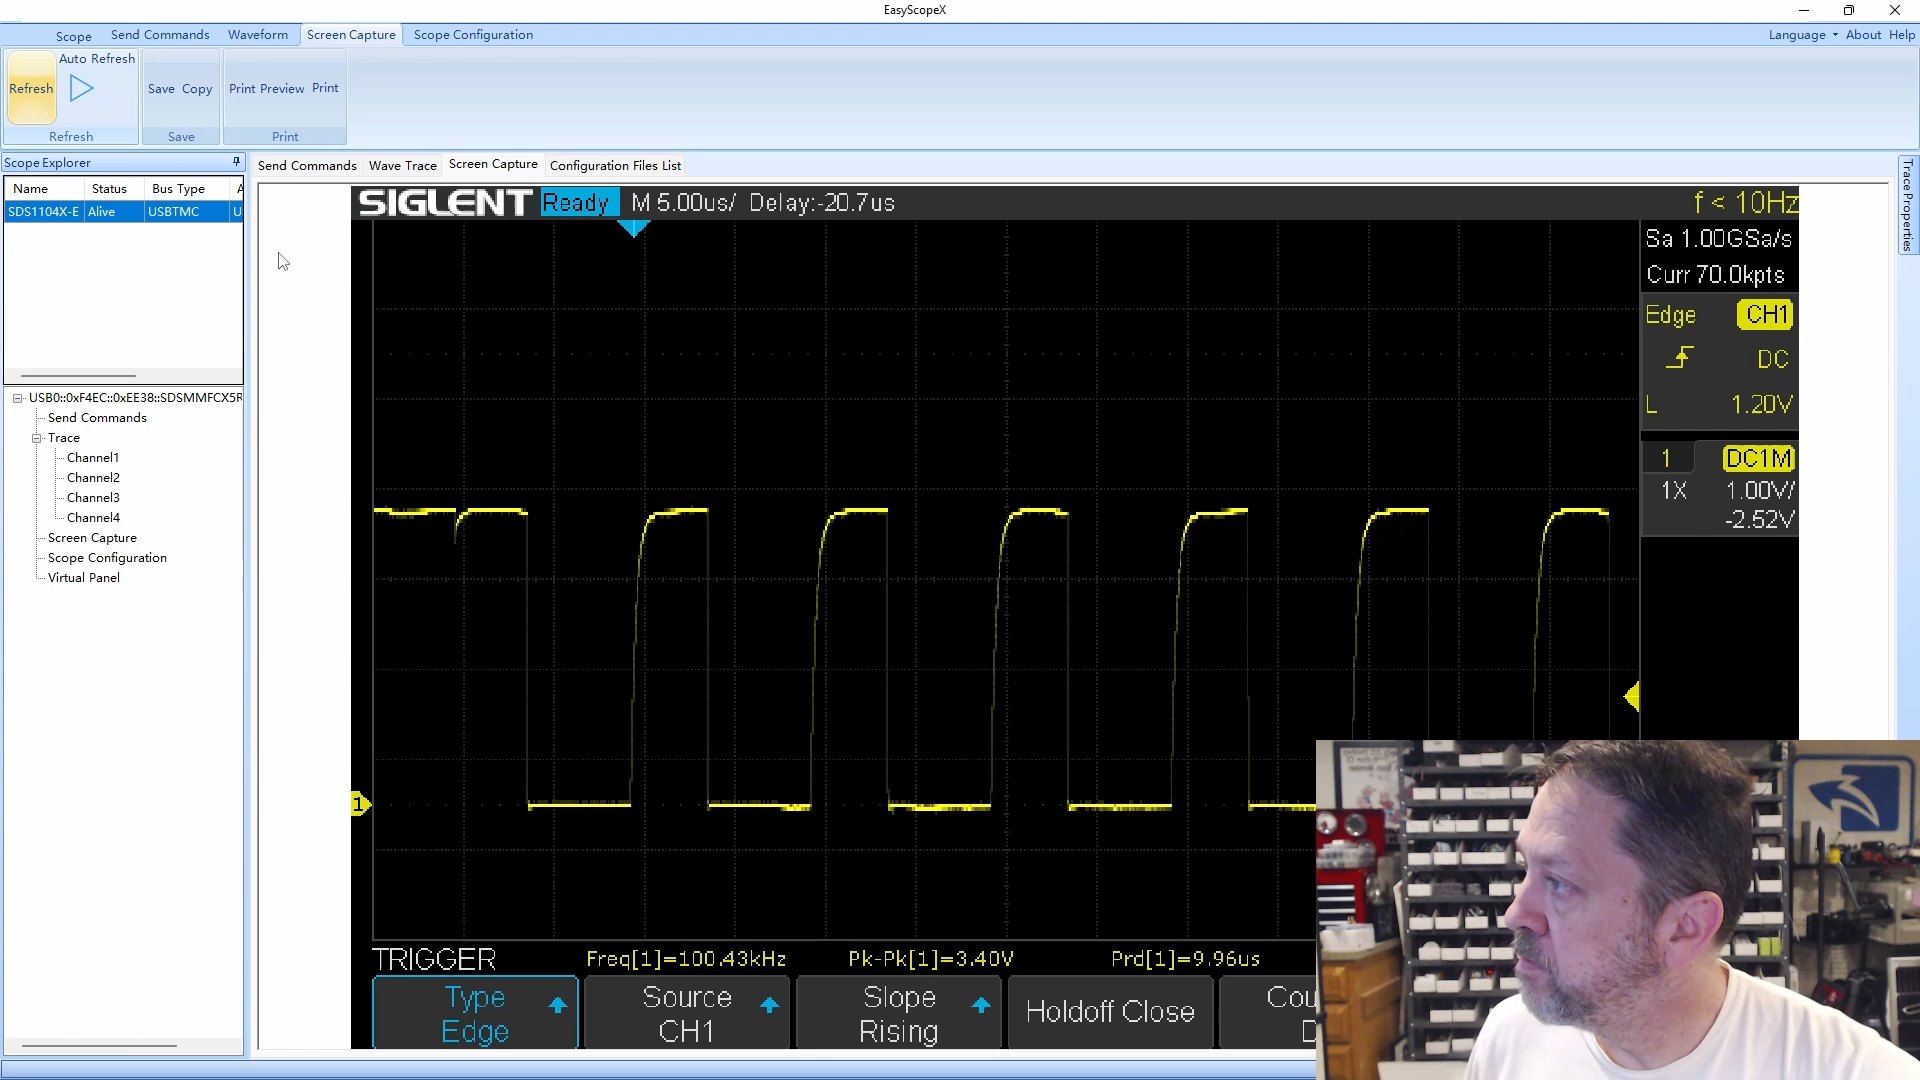 EasyScopeX
Scope Send Commands Waveform Screen Capture Scope Configuration Language About Help
Auto Refresh
Refresh Save Copy Print Preview Print
Refresh Save Print
Scope Explorer Send Commands Wave Trace Screen Capture Configuration Files List
Trace Properties
Name Status Bus Type A
SDS1104X-E Alive USBTMC U
SIGLENT Ready M 5.00us/ Delay:-20.7us f < 10Hz
Sa 1.00GSa/s
Curr 70.0kpts
Edge CH1
DC
L 1.20V
1 DC1M
1X 1.00V/
-2.52V
USB0::0xF4EC::0xEE38::SDSMMFCX5R
Send Commands
Trace
Channel1
Channel2
Channel3
Channel4
Screen Capture
Scope Configuration
Virtual Panel
1
TRIGGER Freq[1]=100.43kHz Pk-Pk[1]=3.40V Prd[1]=9.96us
Type Source Slope Holdoff Close Cou
Edge CH1 Rising D